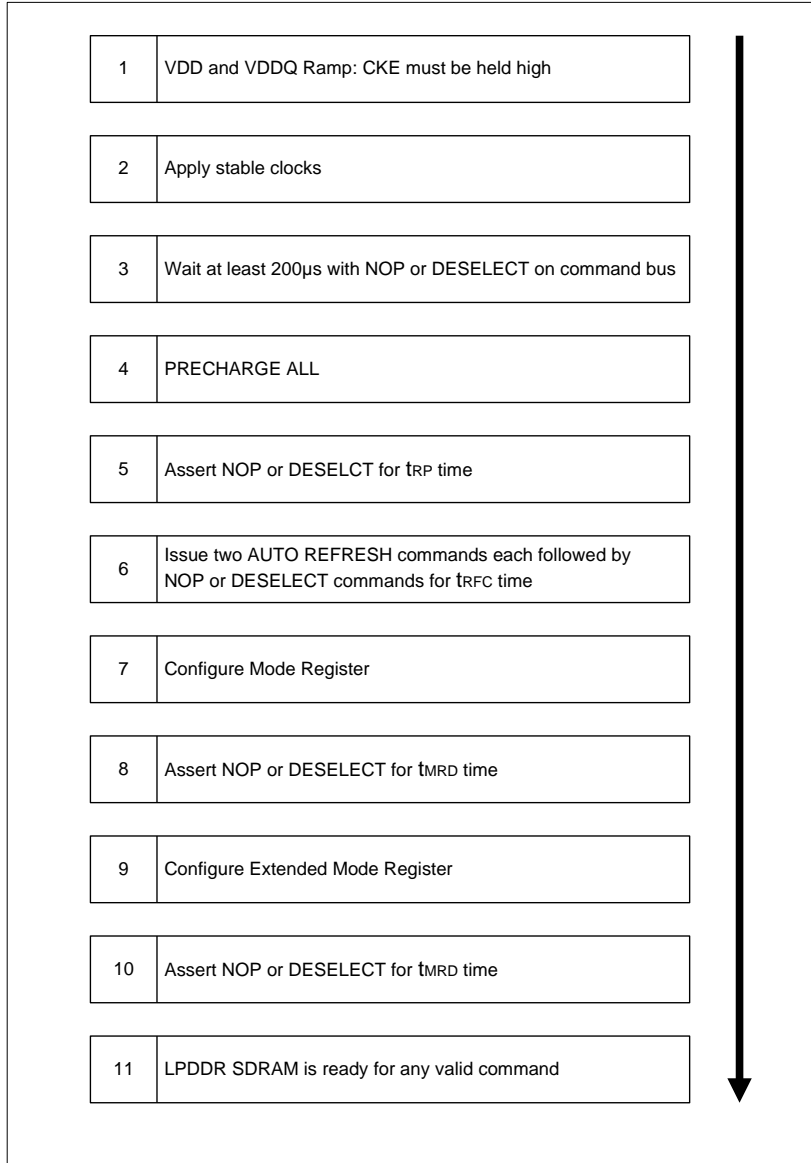 1 VDD and VDDQ Ramp: CKE must be held high
2 Apply stable clocks
3 Wait at least 200µs with NOP or DESELECT on command bus
4 PRECHARGE ALL
5 Assert NOP or DESELCT for tRP time
6 Issue two AUTO REFRESH commands each followed by
NOP or DESELECT commands for tRFC time
7 Configure Mode Register
8 Assert NOP or DESELECT for tMRD time
9 Configure Extended Mode Register
10 Assert NOP or DESELECT for tMRD time
11 LPDDR SDRAM is ready for any valid command